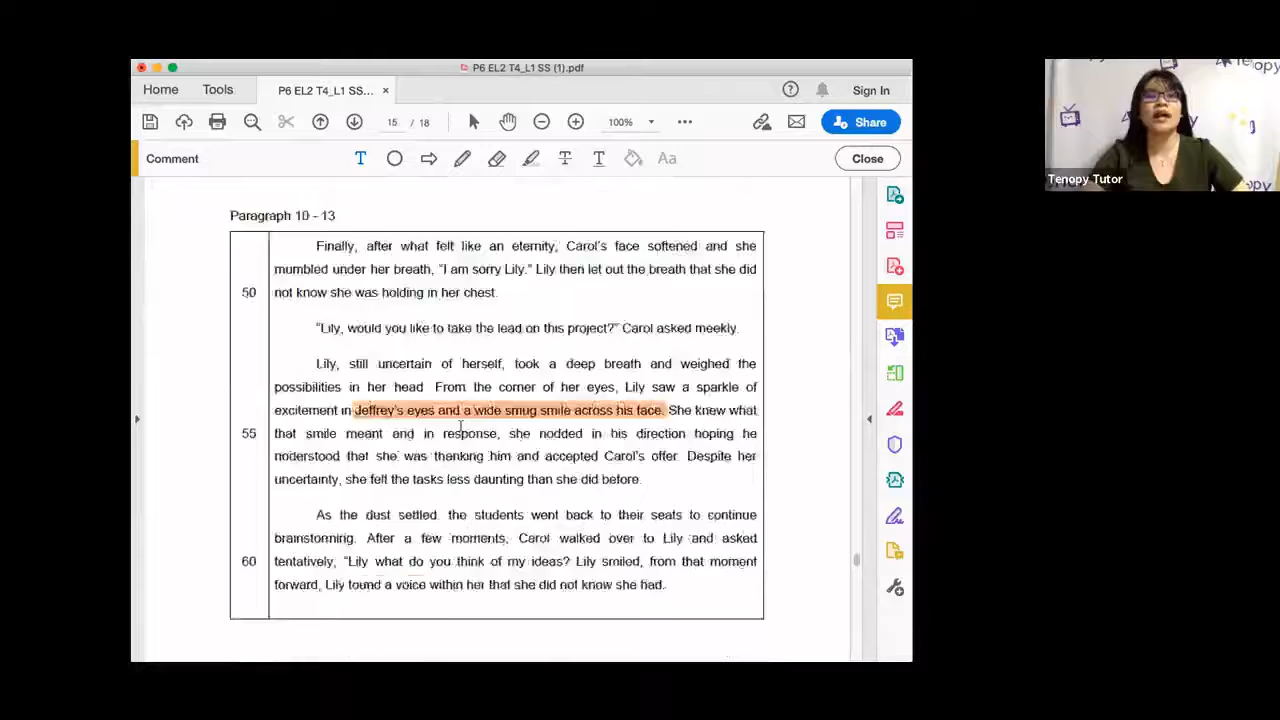 P6 EL2 T4_L1 SS (1).pdf
Home
Tools
P6 EL2 T4_L1 SS...
Sign In
15 / 18
100%
Share
Comment
T
T
T
Aa
Close
Tenopy Tutor
Paragraph 10 - 13
Finally, after what felt like an eternity, Carol's face softened and she
mumbled under her breath, "I am sorry Lily." Lily then let out the breath that she did
50 not know she was holding in her chest.
"Lily, would you like to take the lead on this project?" Carol asked meekly.
Lily, still uncertain of herself, took a deep breath and weighed the
possibilities in her head. From the corner of her eyes, Lily saw a sparkle of
excitement in Jeffrey's eyes and a wide smug smile across his face. She knew what
55 that smile meant and in response, she nodded in his direction hoping he
noderstood that she was thanking him and accepted Carol's offer. Despite her
uncertainty, she felt the tasks less daunting than she did before.
As the dust settled, the students went back to their seats to continue
brainstorming. After a few moments, Carol walked over to Lily and asked
60 tentatively, "Lily what do you think of my ideas? Lily smiled, from that moment
forward, Lily found a voice within her that she did not know she had.